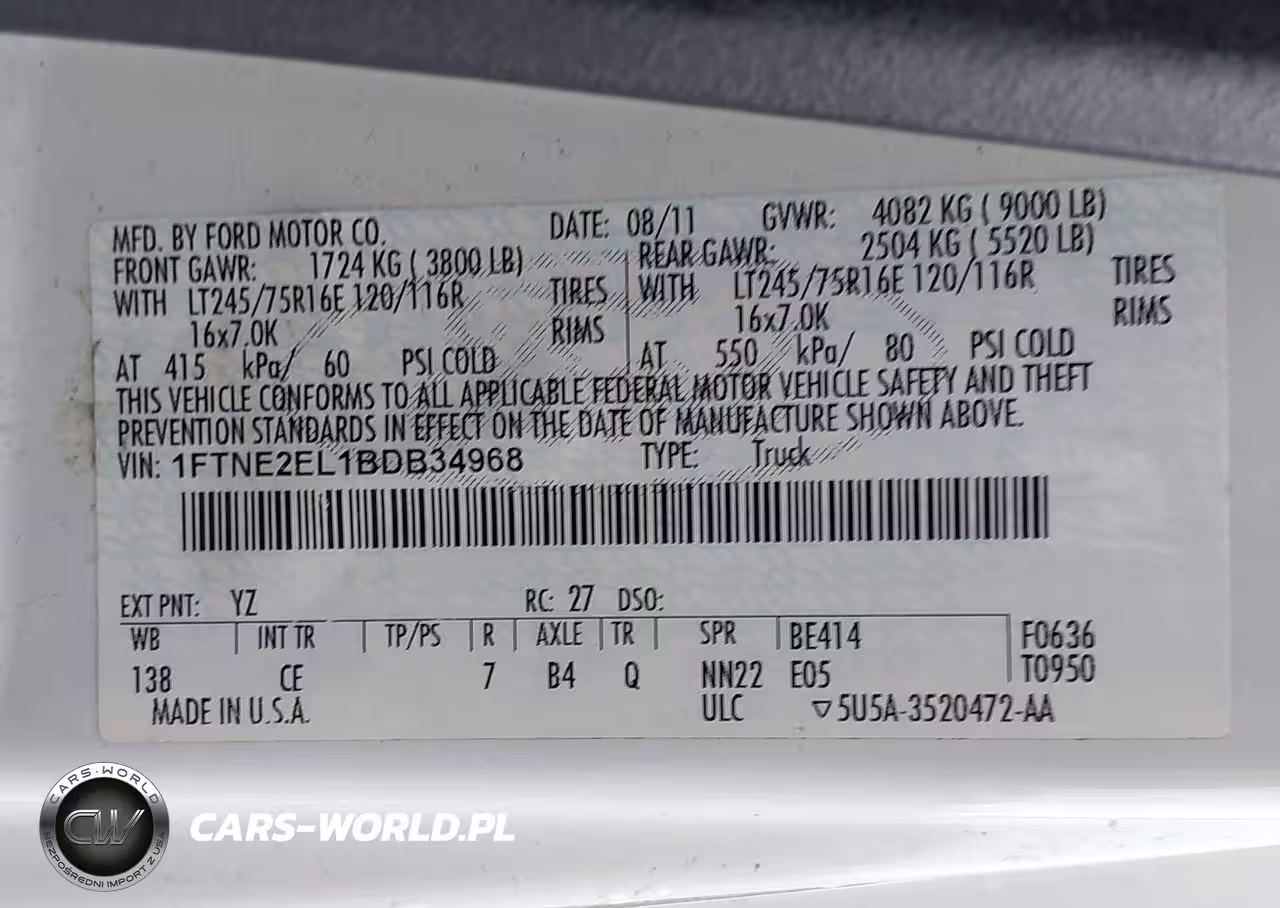 MFD. BY FORD MOTOR CO. DATE: 08/11 GVWR: 4082 KG ( 9000 LB)
FRONT GAWR: 1724 KG ( 3800 LB) REAR GAWR: 2504 KG ( 5520 LB)
WITH LT245/75R16E 120/116R TIRES WITH LT245/75R16E 120/116R TIRES
16x7.0K RIMS 16x7.0K RIMS
AT 415 kPa/ 60 PSI COLD AT 550 kPa/ 80 PSI COLD
THIS VEHICLE CONFORMS TO ALL APPLICABLE FEDERAL MOTOR VEHICLE SAFETY AND THEFT
PREVENTION STANDARDS IN EFFECT ON THE DATE OF MANUFACTURE SHOWN ABOVE.
VIN: 1FTNE2EL1BDB34968 TYPE: Truck
EXT PNT: YZ RC: 27 DSO:
WB INT TR TP/PS R AXLE TR SPR BE414 F0636
138 CE 7 B4 Q NN22 E05 T0950
MADE IN U.S.A. ULC ▽5U5A-3520472-AA
CARS-WORLD
CW
BEZPOŚREDNI IMPORT Z USA
CARS-WORLD.PL